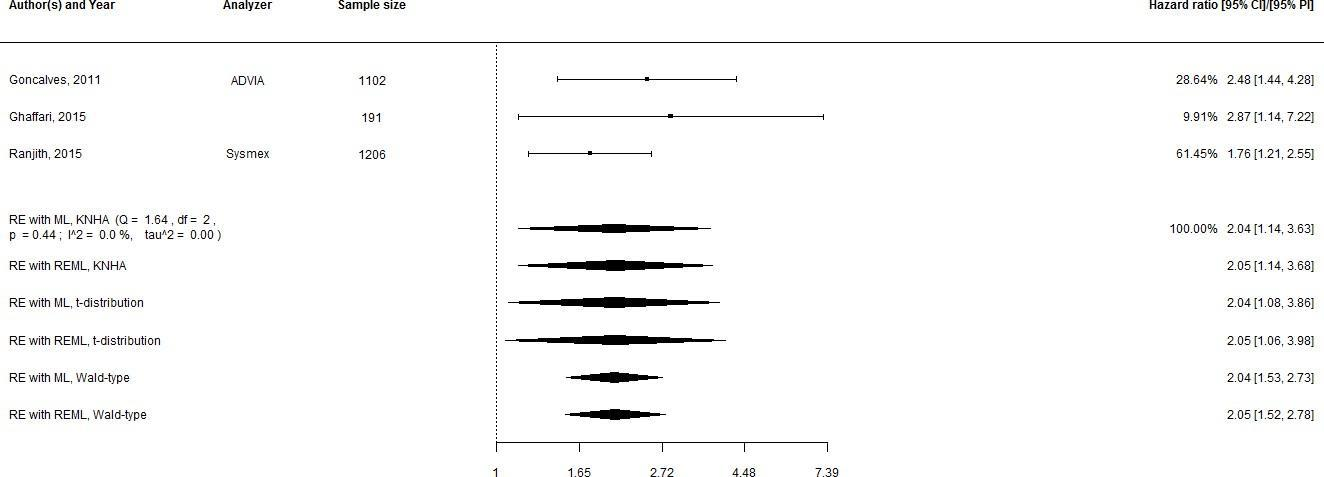 Author(s) and Year Analyzer Sample size Hazard ratio [95% CI]/[95% PI]
Goncalves, 2011 ADVIA 1102 28.64% 2.48 [1.44, 4.28]
Ghaffari, 2015 191 9.91% 2.87 [1.14, 7.22]
Ranjith, 2015 Sysmex 1206 61.45% 1.76 [1.21, 2.55]
RE with ML, KNHA (Q = 1.64 , df = 2 ,
p = 0.44 ; I^2 = 0.0 %, tau^2 = 0.00 ) 100.00% 2.04 [1.14, 3.63]
RE with REML, KNHA 2.05 [1.14, 3.68]
RE with ML, t-distribution 2.04 [1.08, 3.86]
RE with REML, t-distribution 2.05 [1.06, 3.98]
RE with ML, Wald-type 2.04 [1.53, 2.73]
RE with REML, Wald-type 2.05 [1.52, 2.78]
1 1.65 2.72 4.48 7.39